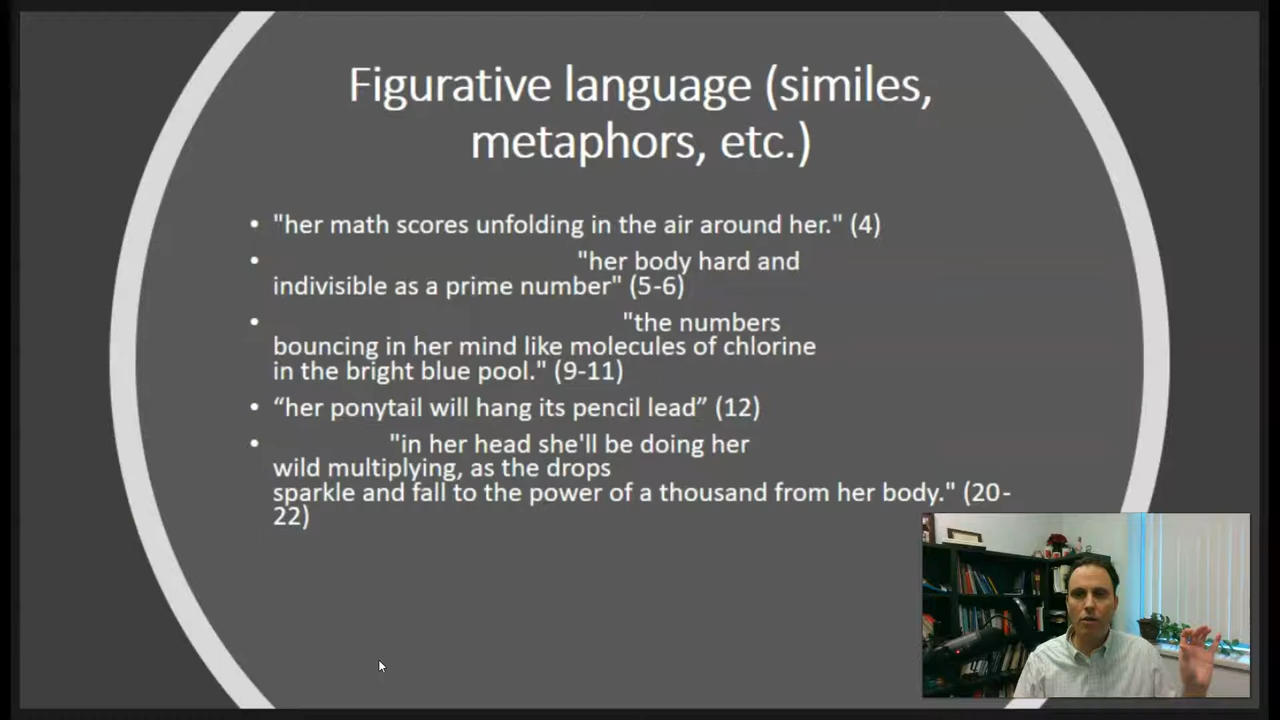 Figurative language (similes,
metaphors, etc.)
• "her math scores unfolding in the air around her." (4)
• "her body hard and
indivisible as a prime number" (5-6)
• "the numbers
bouncing in her mind like molecules of chlorine
in the bright blue pool." (9-11)
• “her ponytail will hang its pencil lead” (12)
• "in her head she'll be doing her
wild multiplying, as the drops
sparkle and fall to the power of a thousand from her body." (20-
22)